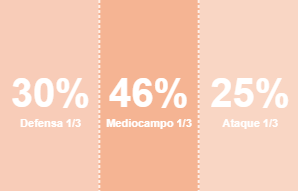 30% 46% 25%
Defensa 1/3 Mediocampo 1/3 Ataque 1/3